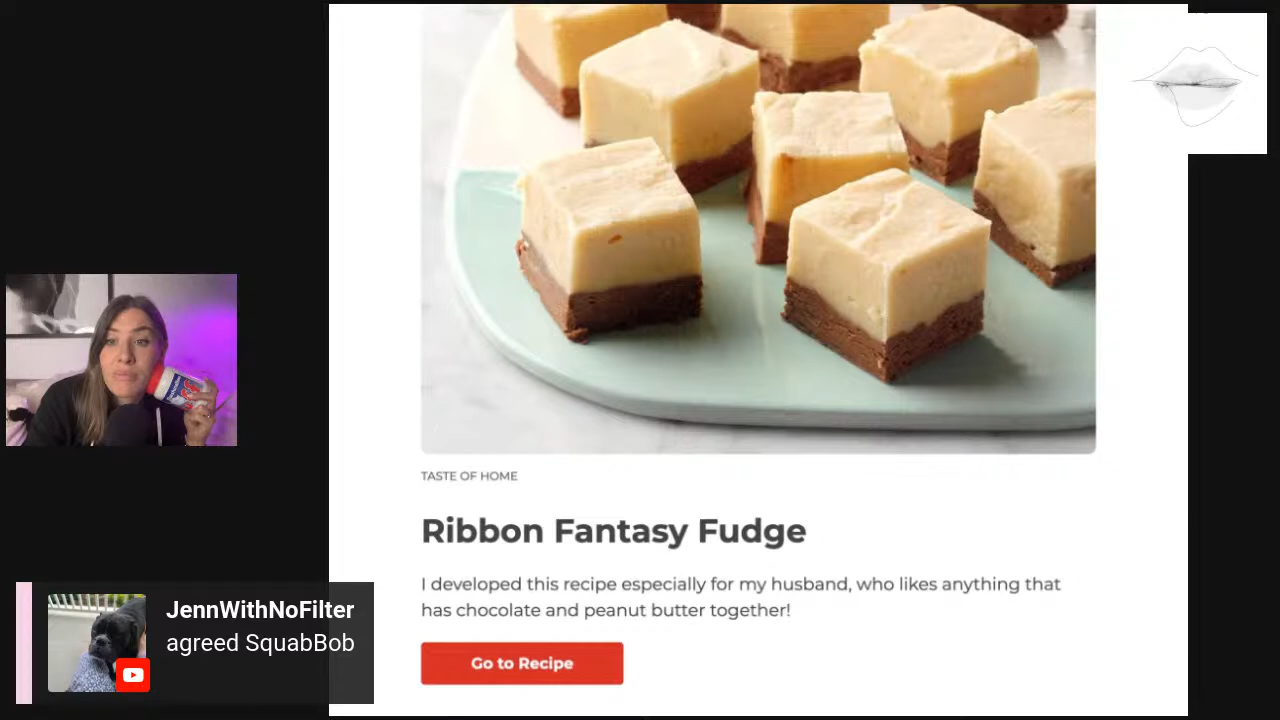 TASTE OF HOME
Ribbon Fantasy Fudge
I developed this recipe especially for my husband, who likes anything that
has chocolate and peanut butter together!
Go to Recipe
JennWithNoFilter
agreed SquabBob